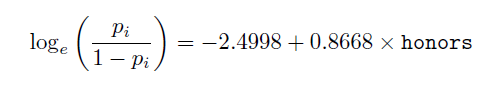 log_e ( p_i / (1 − p_i) ) = −2.4998 + 0.8668 × honors